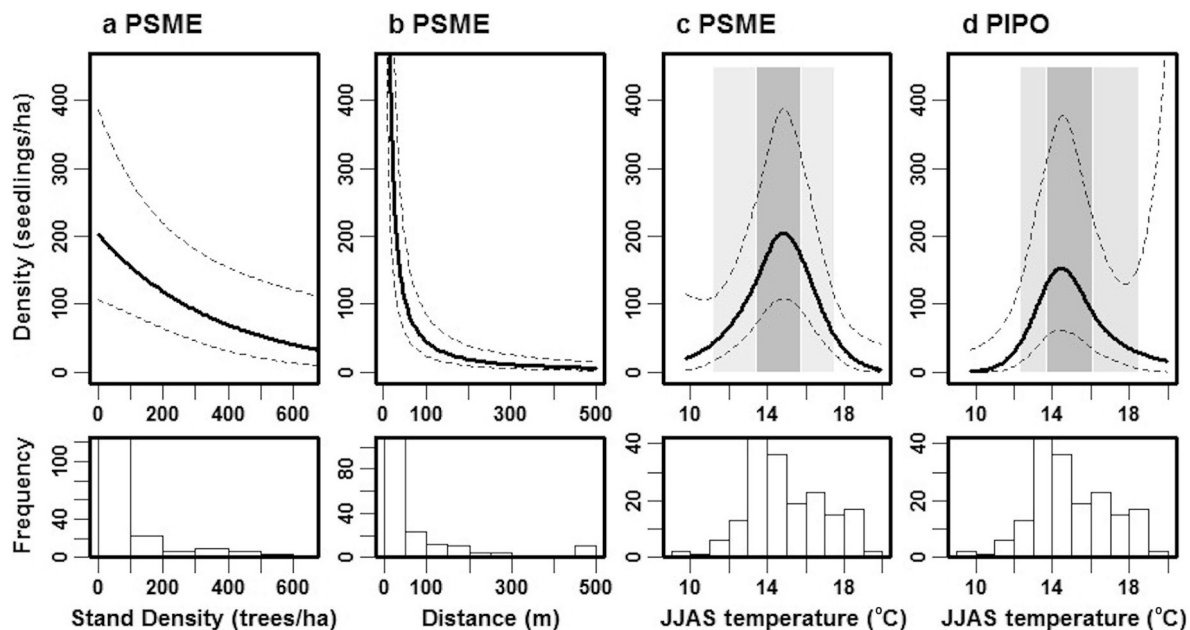 a PSME b PSME c PSME d PIPO
Density (seedlings/ha)
400 400 400 400
300 300 300 300
200 200 200 200
100 100 100 100
0 0 0 0
0 200 400 600 0 100 300 500 10 14 18 10 14 18
Frequency
100 80 40 40
40 40 20 20
0 0 0 0
0 200 400 600 0 100 300 500 10 14 18 10 14 18
Stand Density (trees/ha) Distance (m) JJAS temperature (°C) JJAS temperature (°C)